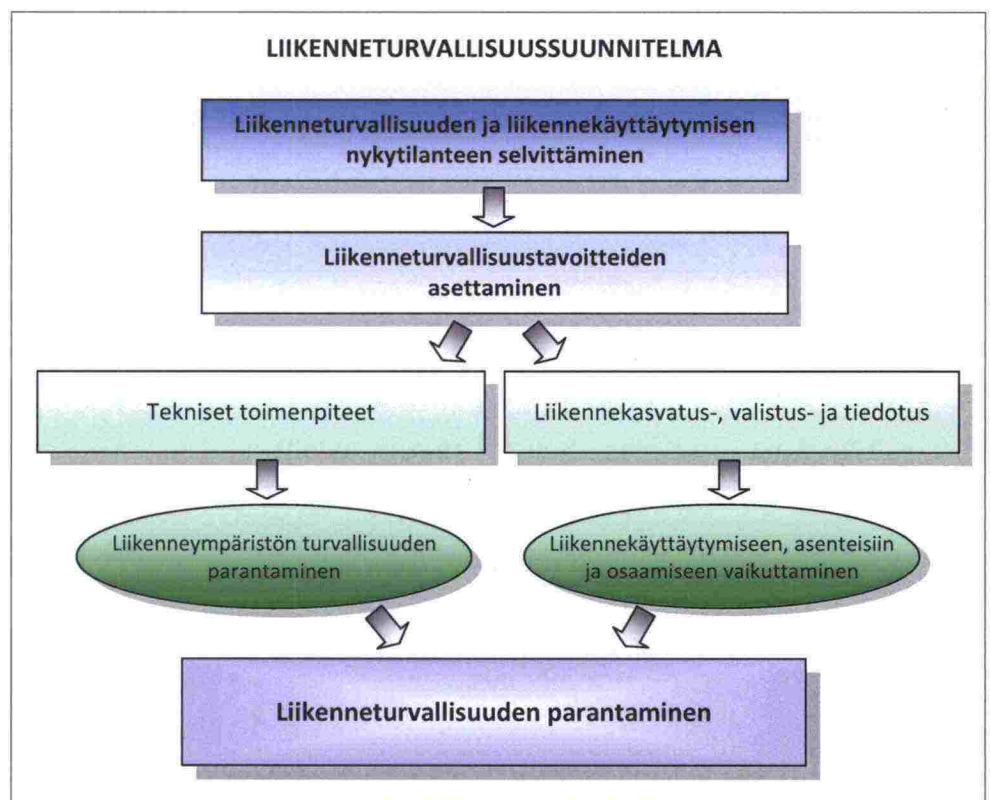 LIIKENNETURVALLISUUSSUUNNITELMA
Liikenneturvallisuuden ja liikennekäyttäytymisen
nykytilanteen selvittäminen
Liikenneturvallisuustavoitteiden
asettaminen
Tekniset toimenpiteet
Liikennekasvatus-, valistus- ja tiedotus
Liikenneympäristön turvallisuuden
parantaminen
Liikennekäyttäytymiseen, asenteisiin
ja osaamiseen vaikuttaminen
Liikenneturvallisuuden parantaminen